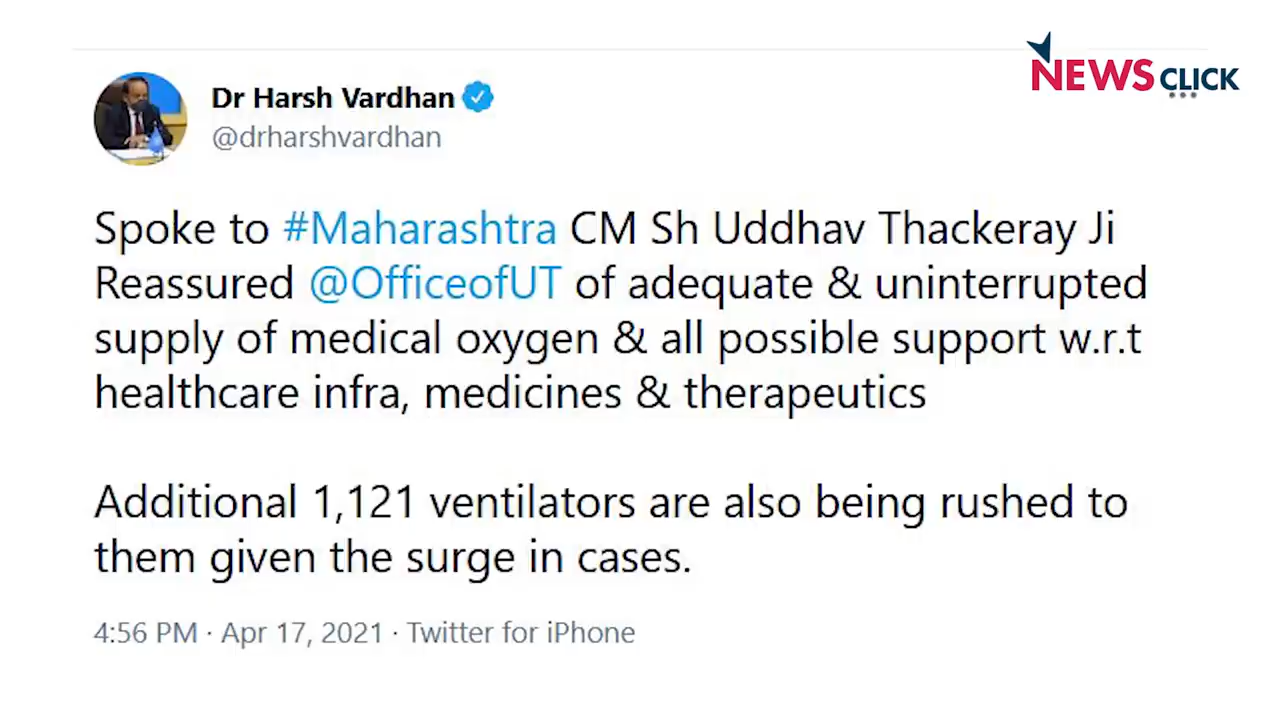 NEWS CLICK
Dr Harsh Vardhan
@drharshvardhan
Spoke to #Maharashtra CM Sh Uddhav Thackeray Ji
Reassured @OfficeofUT of adequate & uninterrupted
supply of medical oxygen & all possible support w.r.t
healthcare infra, medicines & therapeutics
Additional 1,121 ventilators are also being rushed to
them given the surge in cases.
4:56 PM · Apr 17, 2021 · Twitter for iPhone